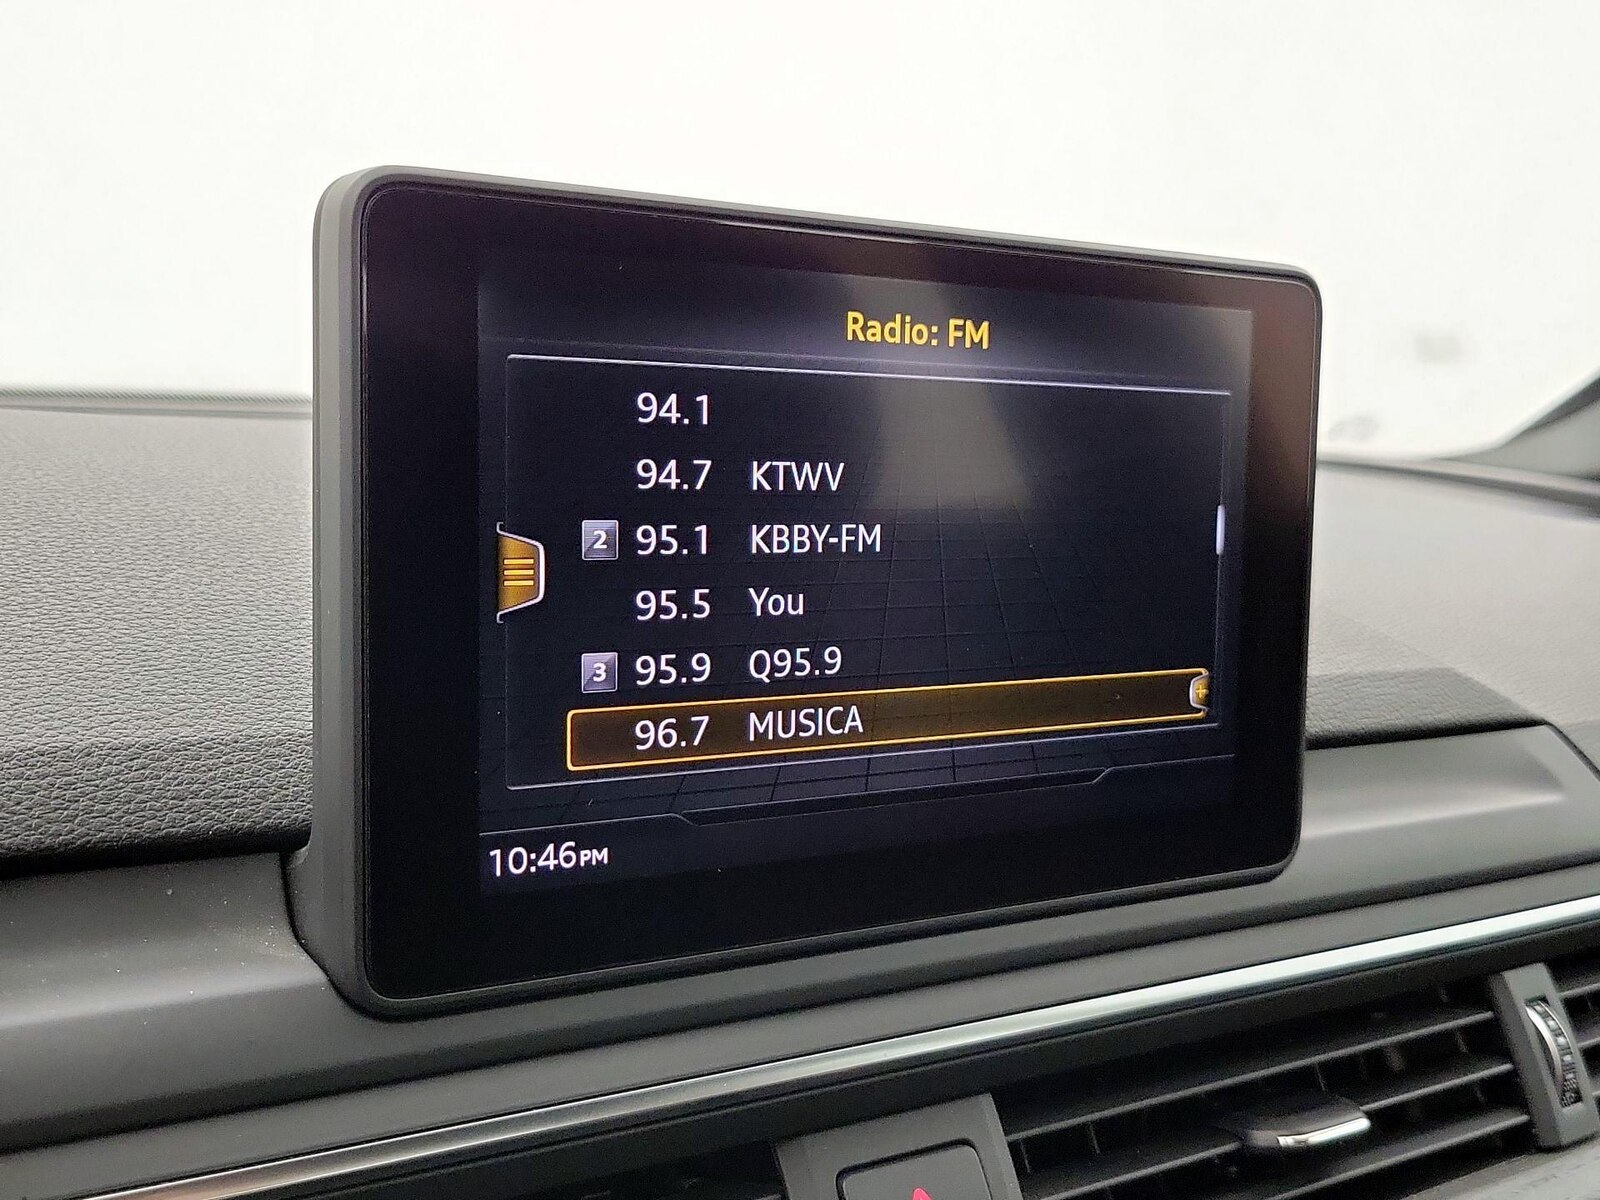 Radio: FM
94.1
94.7 KTWV
2 95.1 KBBY-FM
95.5 You
3 95.9 Q95.9
96.7 MUSICA
10:46PM